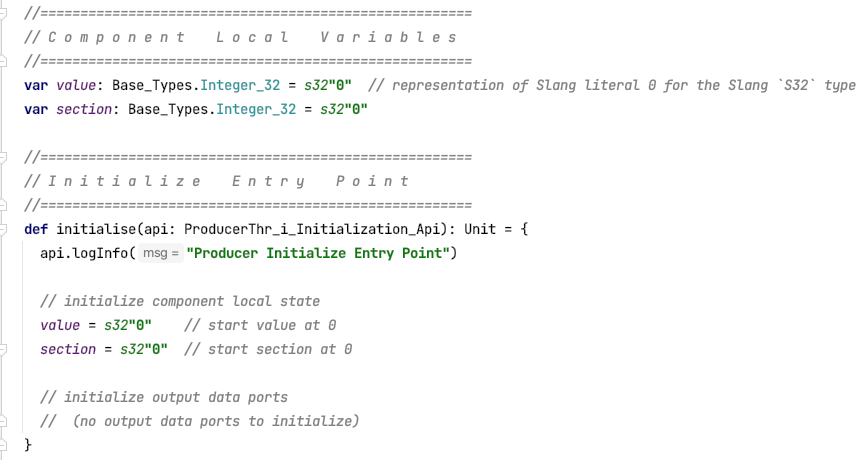 //======================================================
// C o m p o n e n t    L o c a l    V a r i a b l e s
//======================================================
var value: Base_Types.Integer_32 = s32"0"  // representation of Slang literal 0 for the Slang `S32` type
var section: Base_Types.Integer_32 = s32"0"
//======================================================
// I n i t i a l i z e    E n t r y    P o i n t
//======================================================
def initialise(api: ProducerThr_i_Initialization_Api): Unit = {
  api.logInfo( msg = "Producer Initialize Entry Point")
  // initialize component local state
  value = s32"0"    // start value at 0
  section = s32"0"  // start section at 0
  // initialize output data ports
  //  (no output data ports to initialize)
}